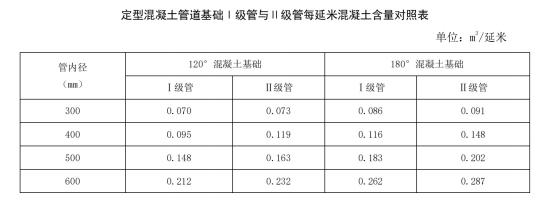 定型混凝土管道基础Ⅰ级管与Ⅱ级管每延米混凝土含量对照表
单位：m³/延米
管内径 (mm) 120°混凝土基础 180°混凝土基础
Ⅰ级管 Ⅱ级管 Ⅰ级管 Ⅱ级管
300 0.070 0.073 0.086 0.091
400 0.095 0.119 0.116 0.148
500 0.148 0.163 0.183 0.202
600 0.212 0.232 0.262 0.287